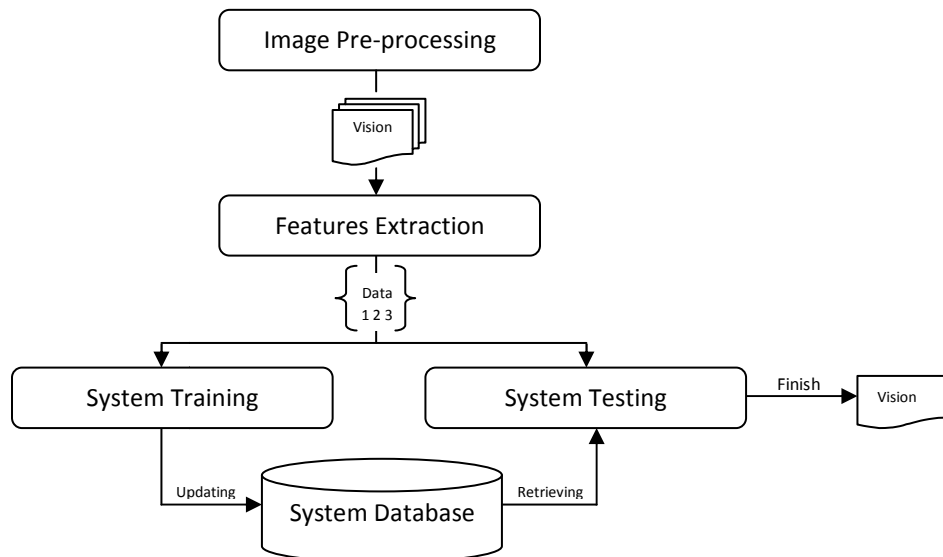 Image Pre-processing
Vision
Features Extraction
Data
1 2 3
System Training
System Testing
Finish
Vision
Updating
System Database
Retrieving